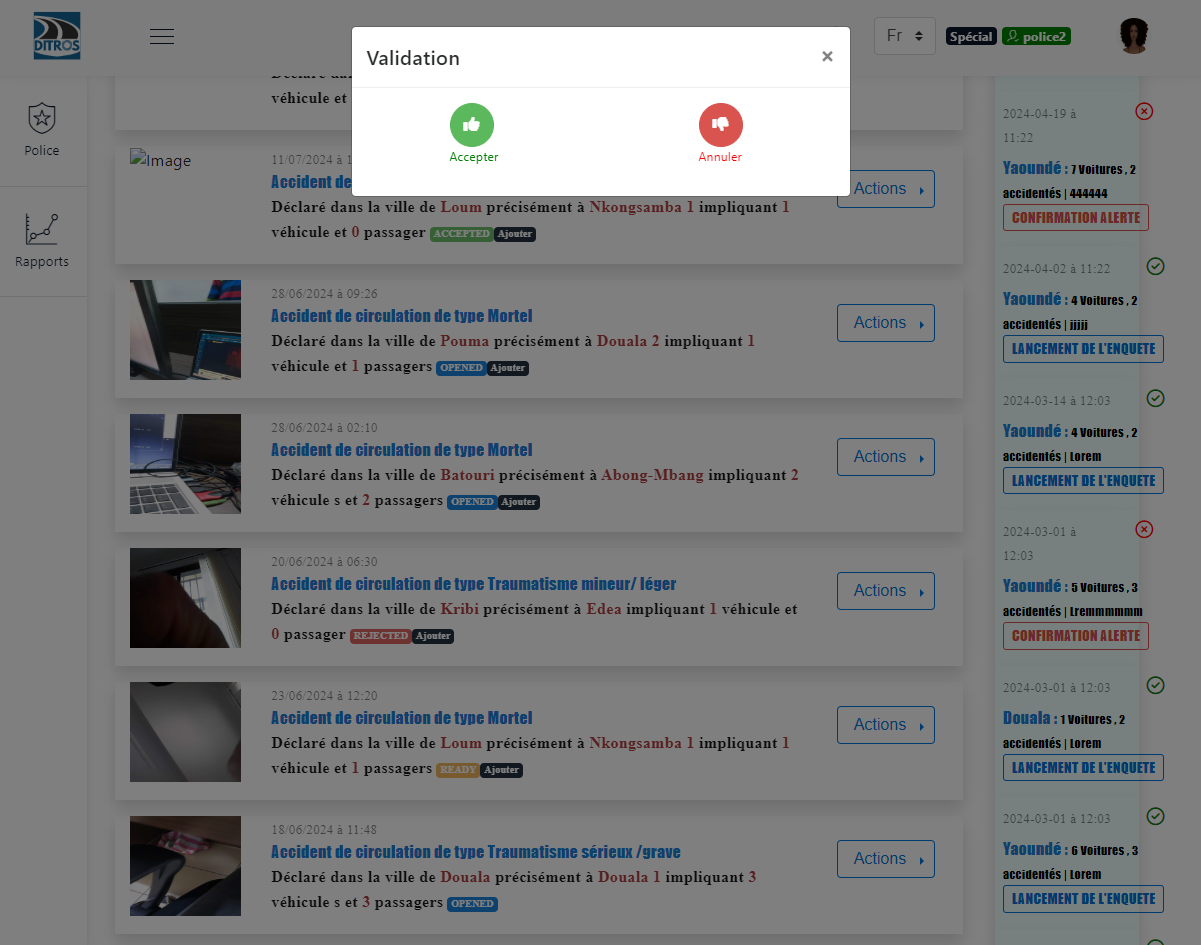 DITROS
Fr
Spécial
police2
Validation
×
Accepter
Annuler
Police
Rapports
véhicule et
Image
11/07/2024 à 1
Accident de
Déclaré dans la ville de Loum précisément à Nkongsamba 1 impliquant 1
véhicule et 0 passager ACCEPTED Ajouter
Actions
28/06/2024 à 09:26
Accident de circulation de type Mortel
Déclaré dans la ville de Pouma précisément à Douala 2 impliquant 1
véhicule et 1 passagers OPENED Ajouter
Actions
28/06/2024 à 02:10
Accident de circulation de type Mortel
Déclaré dans la ville de Batouri précisément à Abong-Mbang impliquant 2
véhicule s et 2 passagers OPENED Ajouter
Actions
20/06/2024 à 06:30
Accident de circulation de type Traumatisme mineur/ léger
Déclaré dans la ville de Kribi précisément à Edea impliquant 1 véhicule et
0 passager REJECTED Ajouter
Actions
23/06/2024 à 12:20
Accident de circulation de type Mortel
Déclaré dans la ville de Loum précisément à Nkongsamba 1 impliquant 1
véhicule et 1 passagers READY Ajouter
Actions
18/06/2024 à 11:48
Accident de circulation de type Traumatisme sérieux /grave
Déclaré dans la ville de Douala précisément à Douala 1 impliquant 3
véhicule s et 3 passagers OPENED
Actions
2024-04-19 à
11:22
Yaoundé : 7 Voitures , 2
accidentés | 444444
CONFIRMATION ALERTE
2024-04-02 à 11:22
Yaoundé : 4 Voitures , 2
accidentés | jjjjjj
LANCEMENT DE L'ENQUETE
2024-03-14 à 12:03
Yaoundé : 4 Voitures , 2
accidentés | Lorem
LANCEMENT DE L'ENQUETE
2024-03-01 à
12:03
Yaoundé : 5 Voitures , 3
accidentés | Lremmmmmm
CONFIRMATION ALERTE
2024-03-01 à 12:03
Douala : 1 Voitures , 2
accidentés | Lorem
LANCEMENT DE L'ENQUETE
2024-03-01 à 12:03
Yaoundé : 6 Voitures , 3
accidentés | Lorem
LANCEMENT DE L'ENQUETE